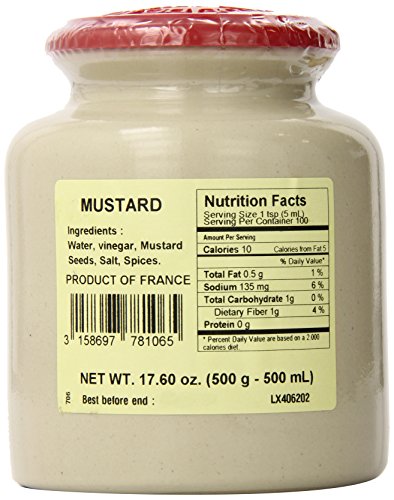 MUSTARD
Ingredients :
Water, vinegar, Mustard
Seeds, Salt, Spices.
PRODUCT OF FRANCE
3 158697 781065
Nutrition Facts
Serving Size 1 tsp (5 mL)
Serving Per Container 100
Amount Per Serving
Calories 10 Calories from Fat 5
% Daily Value*
Total Fat 0.5 g 1 %
Sodium 135 mg 6 %
Total Carbohydrate 1g 0 %
Dietary Fiber 1g 4 %
Protein 0 g
* Percent Daily Value are based on a 2 000
calories diet.
NET WT. 17.60 oz. (500 g - 500 mL)
Best before end : LX406202